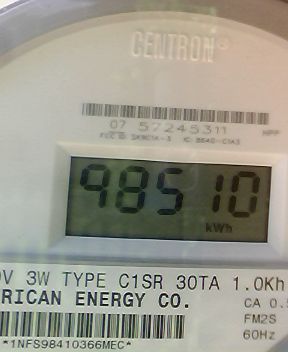 CENTRON®
07 57245311
HPP
98510
kWh
0V 3W TYPE C1SR 30TA 1.0Kh
RICAN ENERGY CO.
CA 0.5
FM2S
60Hz
*1NFS98410366MEC*